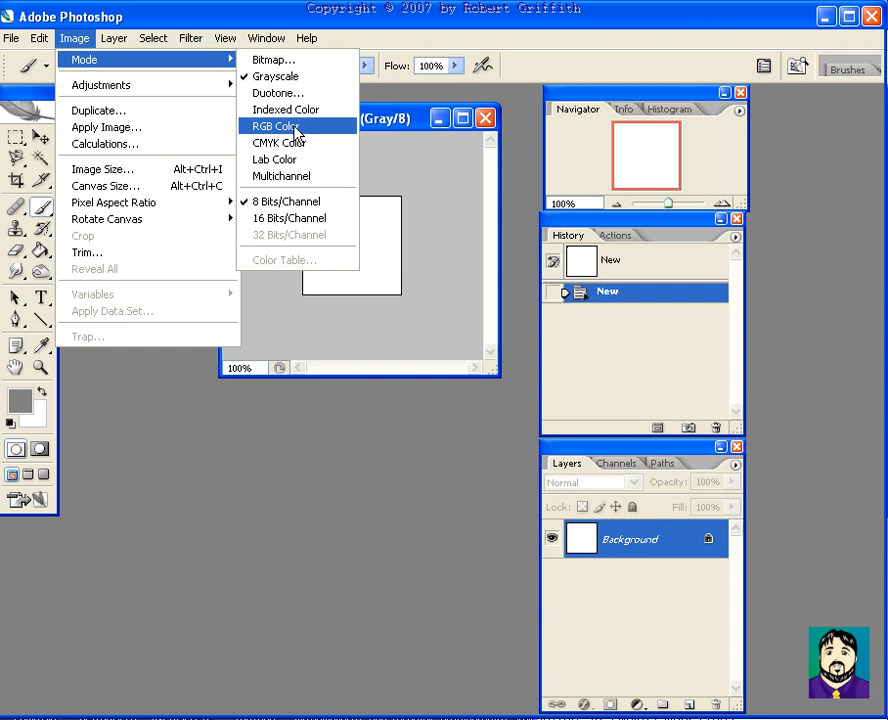 Copyright © 2007 by Robert Griffith
Adobe Photoshop
File Edit Image Layer Select Filter View Window Help
Flow: 100%
Brushes
Mode
Adjustments
Duplicate...
Apply Image...
Calculations...
Image Size... Alt+Ctrl+I
Canvas Size... Alt+Ctrl+C
Pixel Aspect Ratio
Rotate Canvas
Crop
Trim...
Reveal All
Variables
Apply Data Set...
Trap...
Bitmap...
Grayscale
Duotone...
Indexed Color
RGB Color
CMYK Color
Lab Color
Multichannel
8 Bits/Channel
16 Bits/Channel
32 Bits/Channel
Color Table...
(Gray/8)
100%
Navigator Info Histogram
100%
History Actions
New
New
Layers Channels Paths
Normal Opacity: 100%
Lock: Fill: 100%
Background